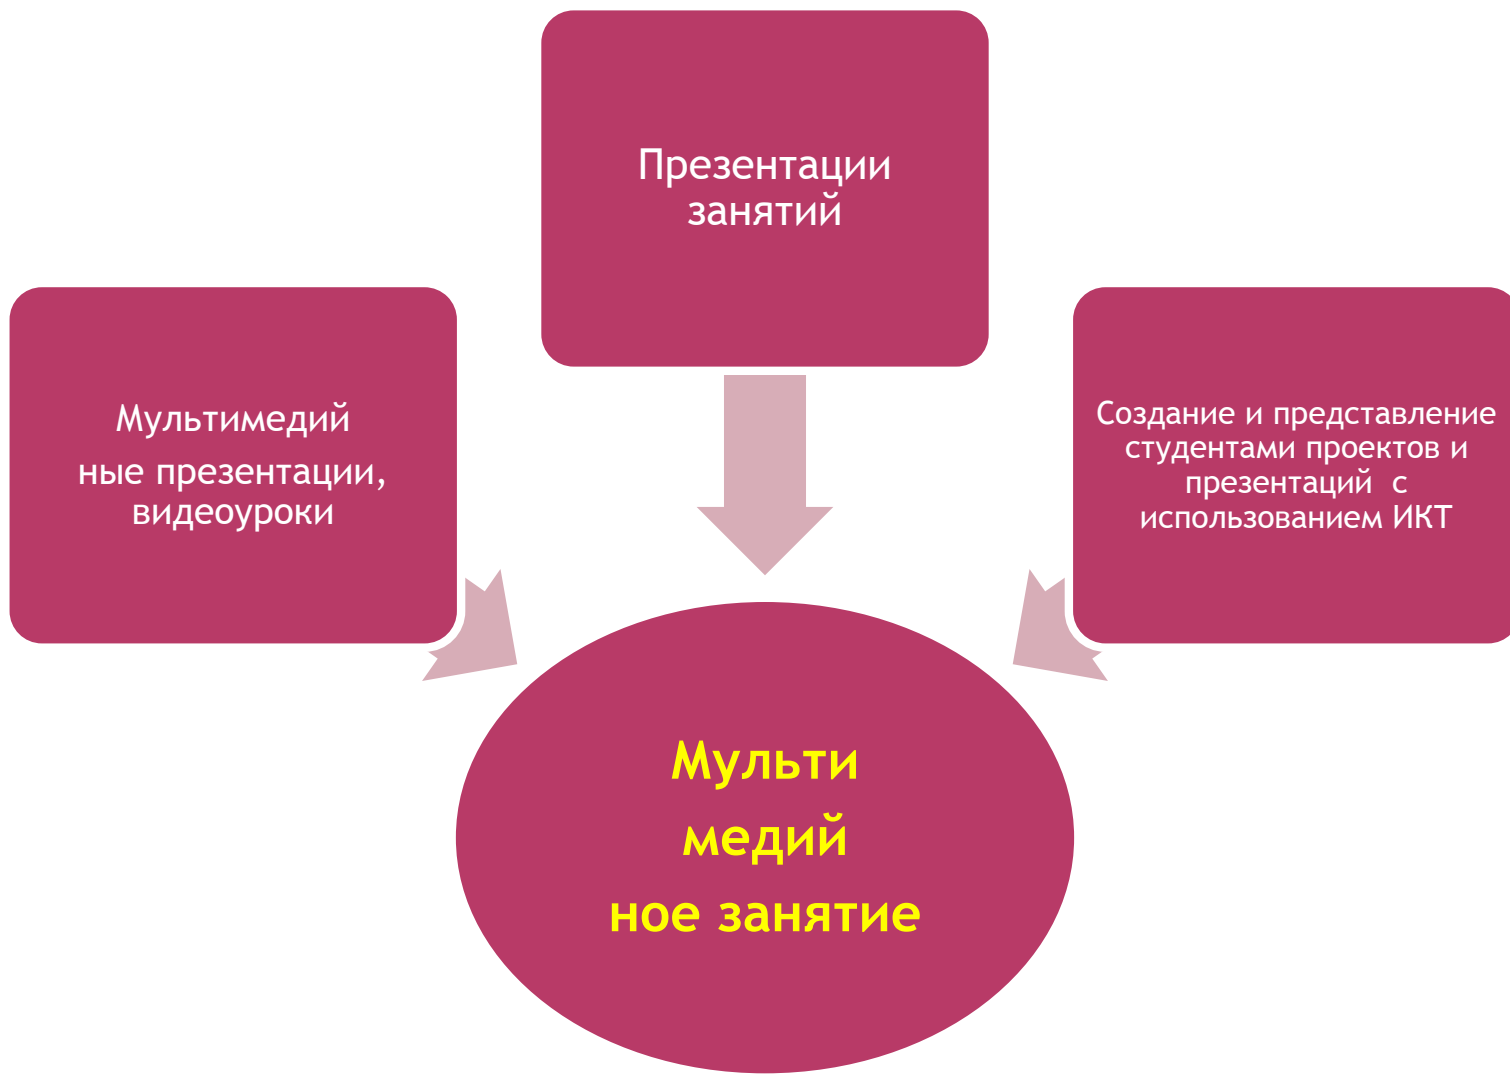 Презентации
занятий
Мультимедий
ные презентации,
видеоуроки
Создание и представление
студентами проектов и
презентаций с
использованием ИКТ
Мульти
медий
ное занятие